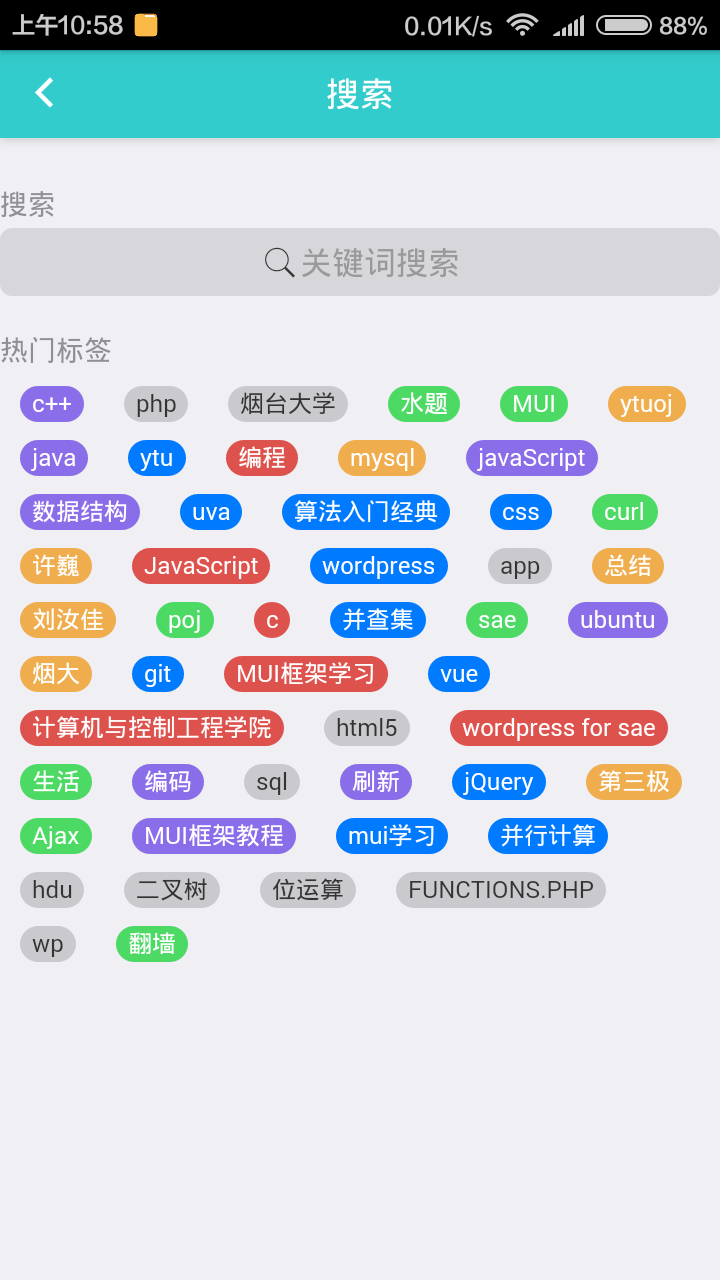 上午10:58 0.01K/s 88%
搜索
搜索
关键词搜索
热门标签
c++ php 烟台大学 水题 MUI ytuoj
java ytu 编程 mysql javaScript
数据结构 uva 算法入门经典 css curl
许巍 JavaScript wordpress app 总结
刘汝佳 poj c 并查集 sae ubuntu
烟大 git MUI框架学习 vue
计算机与控制工程学院 html5 wordpress for sae
生活 编码 sql 刷新 jQuery 第三极
Ajax MUI框架教程 mui学习 并行计算
hdu 二叉树 位运算 FUNCTIONS.PHP
wp 翻墙